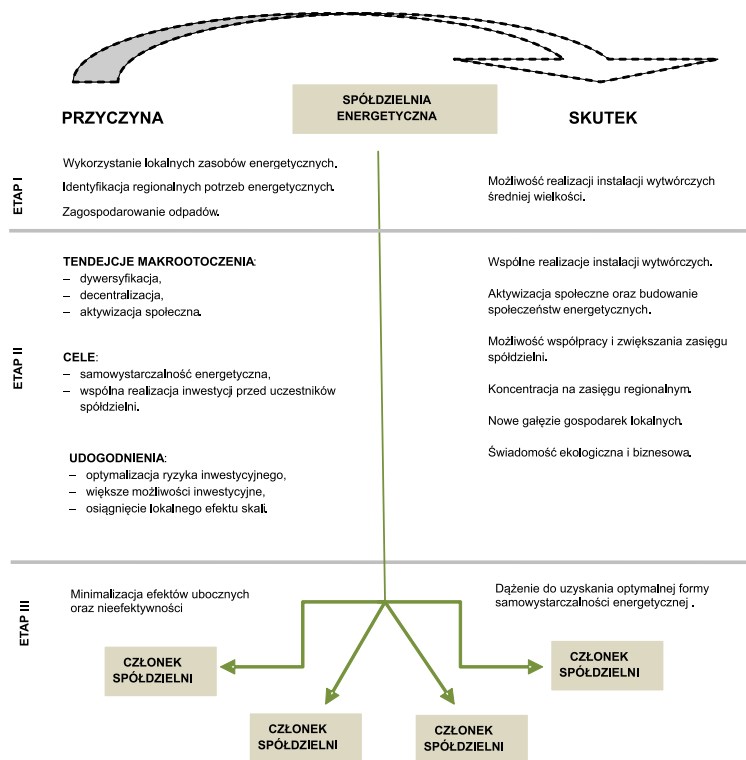 PRZYCZYNA
SPÓŁDZIELNIA
ENERGETYCZNA
SKUTEK
ETAP I
Wykorzystanie lokalnych zasobów energetycznych.
Identyfikacja regionalnych potrzeb energetycznych.
Zagospodarowanie odpadów.
Możliwość realizacji instalacji wytwórczych
średniej wielkości.
ETAP II
TENDEJCJE MAKROOTOCZENIA:
– dywersyfikacja,
– decentralizacja,
– aktywizacja społeczna.
CELE:
– samowystarczalność energetyczna,
– wspólna realizacja inwestycji przed uczestników
spółdzielni.
UDOGODNIENIA:
– optymalizacja ryzyka inwestycyjnego,
– większe możliwości inwestycyjne,
– osiągnięcie lokalnego efektu skali.
Wspólne realizacje instalacji wytwórczych.
Aktywizacja społeczne oraz budowanie
społeczeństw energetycznych.
Możliwość współpracy i zwiększania zasięgu
spółdzielni.
Koncentracja na zasięgu regionalnym.
Nowe gałęzie gospodarek lokalnych.
Świadomość ekologiczna i biznesowa.
ETAP III
Minimalizacja efektów ubocznych
oraz nieefektywności
Dążenie do uzyskania optymalnej formy
samowystarczalności energetycznej .
CZŁONEK
SPÓŁDZIELNI
CZŁONEK
SPÓŁDZIELNI
CZŁONEK
SPÓŁDZIELNI
CZŁONEK
SPÓŁDZIELNI